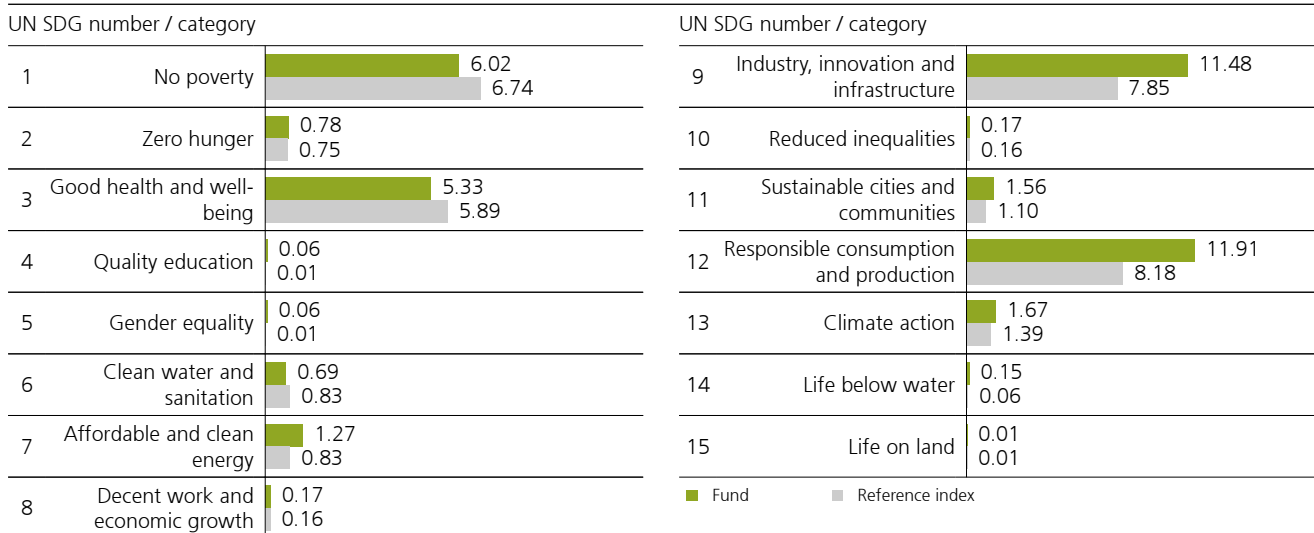 UN SDG number / category
1 No poverty 6.02
6.74
2 Zero hunger 0.78
0.75
3 Good health and well-
being 5.33
5.89
4 Quality education 0.06
0.01
5 Gender equality 0.06
0.01
6 Clean water and
sanitation 0.69
0.83
7 Affordable and clean
energy 1.27
0.83
8 Decent work and
economic growth 0.17
0.16
UN SDG number / category
9 Industry, innovation and
infrastructure 11.48
7.85
10 Reduced inequalities 0.17
0.16
11 Sustainable cities and
communities 1.56
1.10
12 Responsible consumption
and production 11.91
8.18
13 Climate action 1.67
1.39
14 Life below water 0.15
0.06
15 Life on land 0.01
0.01
Fund Reference index